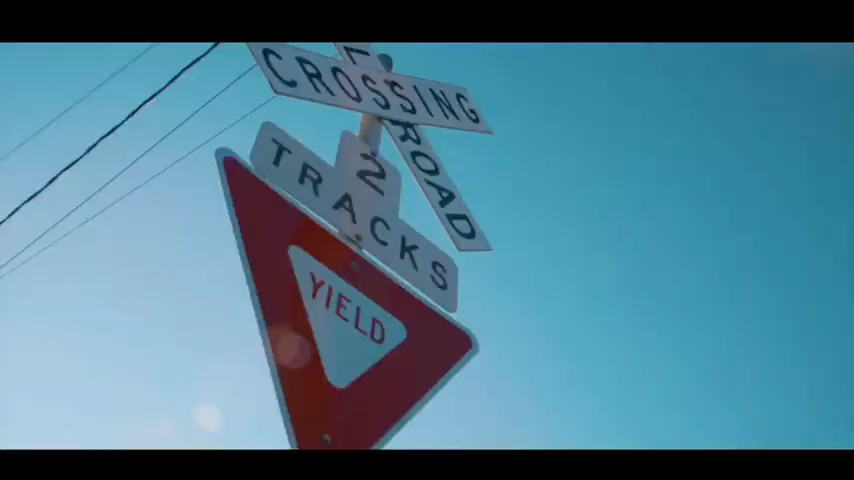 CROSSING
ROAD
2
TRACKS
YIELD